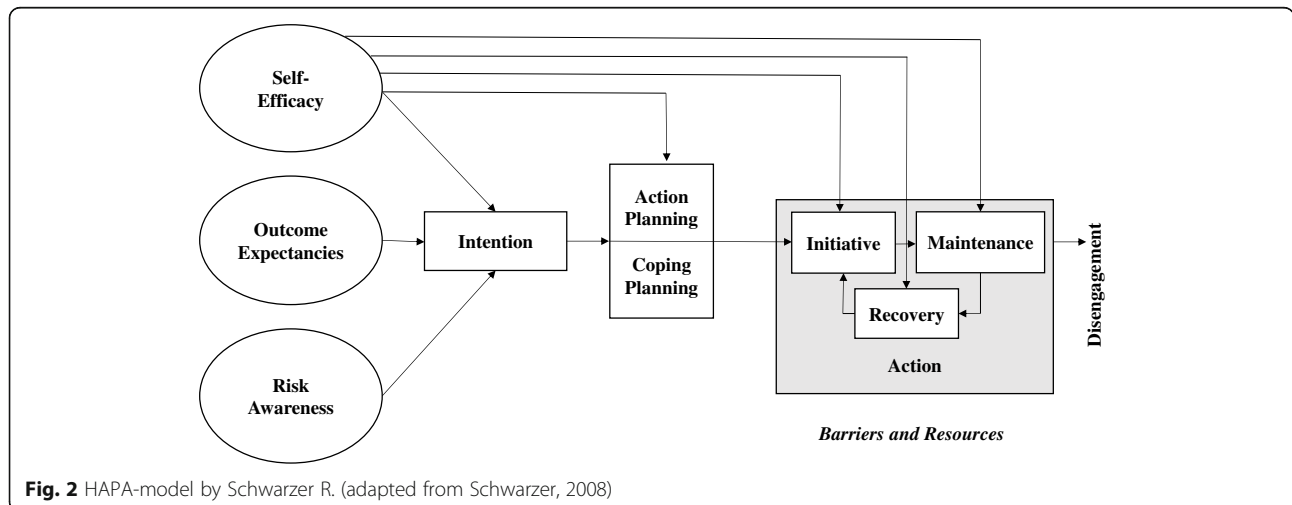 Self-
Efficacy
Outcome
Expectancies
Risk
Awareness
Intention
Action
Planning
Coping
Planning
Initiative
Maintenance
Recovery
Action
Disengagement
Barriers and Resources
Fig. 2 HAPA-model by Schwarzer R. (adapted from Schwarzer, 2008)